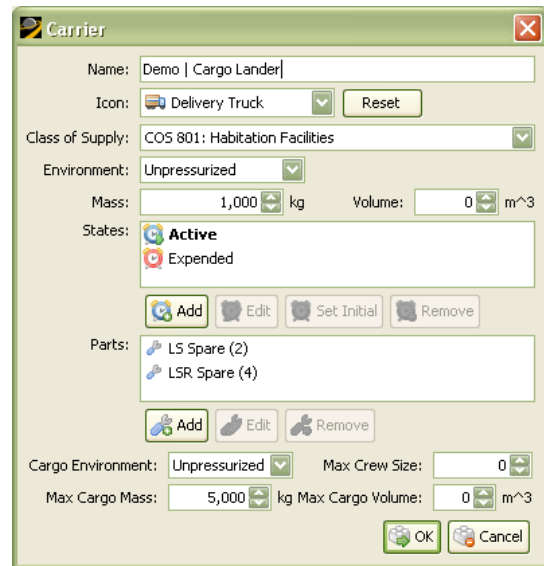 Carrier
Name: Demo | Cargo Lander
Icon: Delivery Truck Reset
Class of Supply: COS 801: Habitation Facilities
Environment: Unpressurized
Mass: 1,000 kg Volume: 0 m^3
States: Active
Expended
Add Edit Set Initial Remove
Parts: LS Spare (2)
LSR Spare (4)
Add Edit Remove
Cargo Environment: Unpressurized Max Crew Size: 0
Max Cargo Mass: 5,000 kg Max Cargo Volume: 0 m^3
OK Cancel